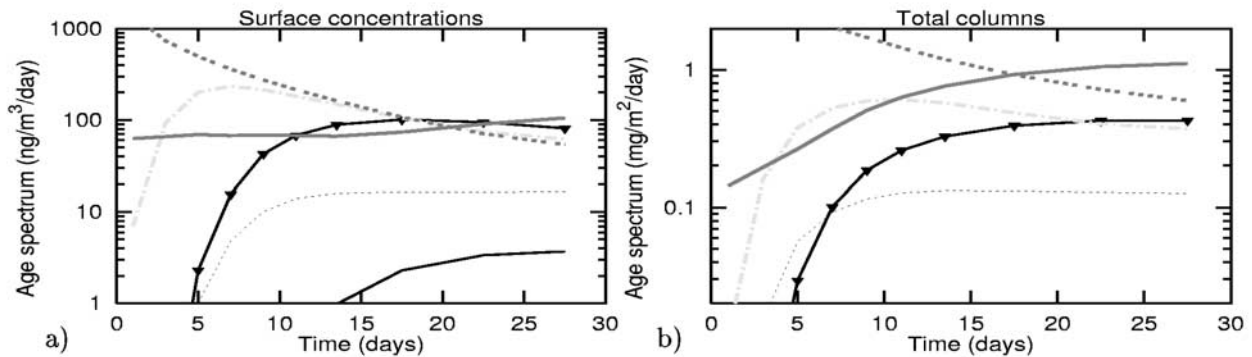 Surface concentrations
1000
100
10
1
Age spectrum (ng/m³/day)
0 5 10 15 20 25 30
Time (days)
a)
Total columns
1
0.1
Age spectrum (mg/m²/day)
0 5 10 15 20 25 30
Time (days)
b)